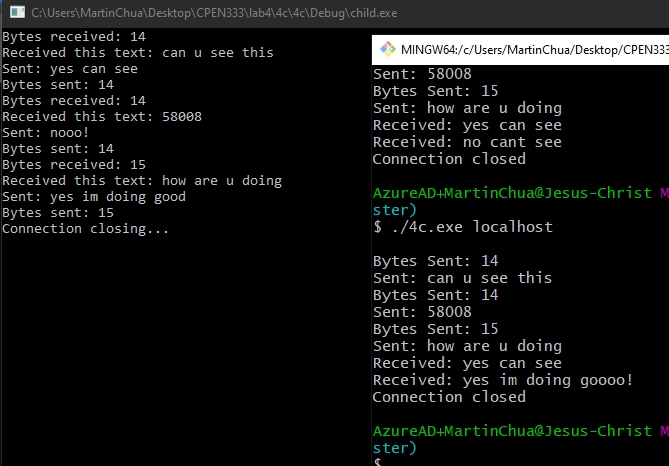 C:\Users\MartinChua\Desktop\CPEN333\lab4\4c\4c\Debug\child.exe
Bytes received: 14
Received this text: can u see this
Sent: yes can see
Bytes sent: 14
Bytes received: 14
Received this text: 58008
Sent: nooo!
Bytes sent: 14
Bytes received: 15
Received this text: how are u doing
Sent: yes im doing good
Bytes sent: 15
Connection closing...
MINGW64:/c/Users/MartinChua/Desktop/CPEN333
Sent: 58008
Bytes Sent: 15
Sent: how are u doing
Received: yes can see
Received: no cant see
Connection closed
AzureAD+MartinChua@Jesus-Christ M
ster)
$ ./4c.exe localhost
Bytes Sent: 14
Sent: can u see this
Bytes Sent: 14
Sent: 58008
Bytes Sent: 15
Sent: how are u doing
Received: yes can see
Received: yes im doing goooo!
Connection closed
AzureAD+MartinChua@Jesus-Christ M
ster)
$